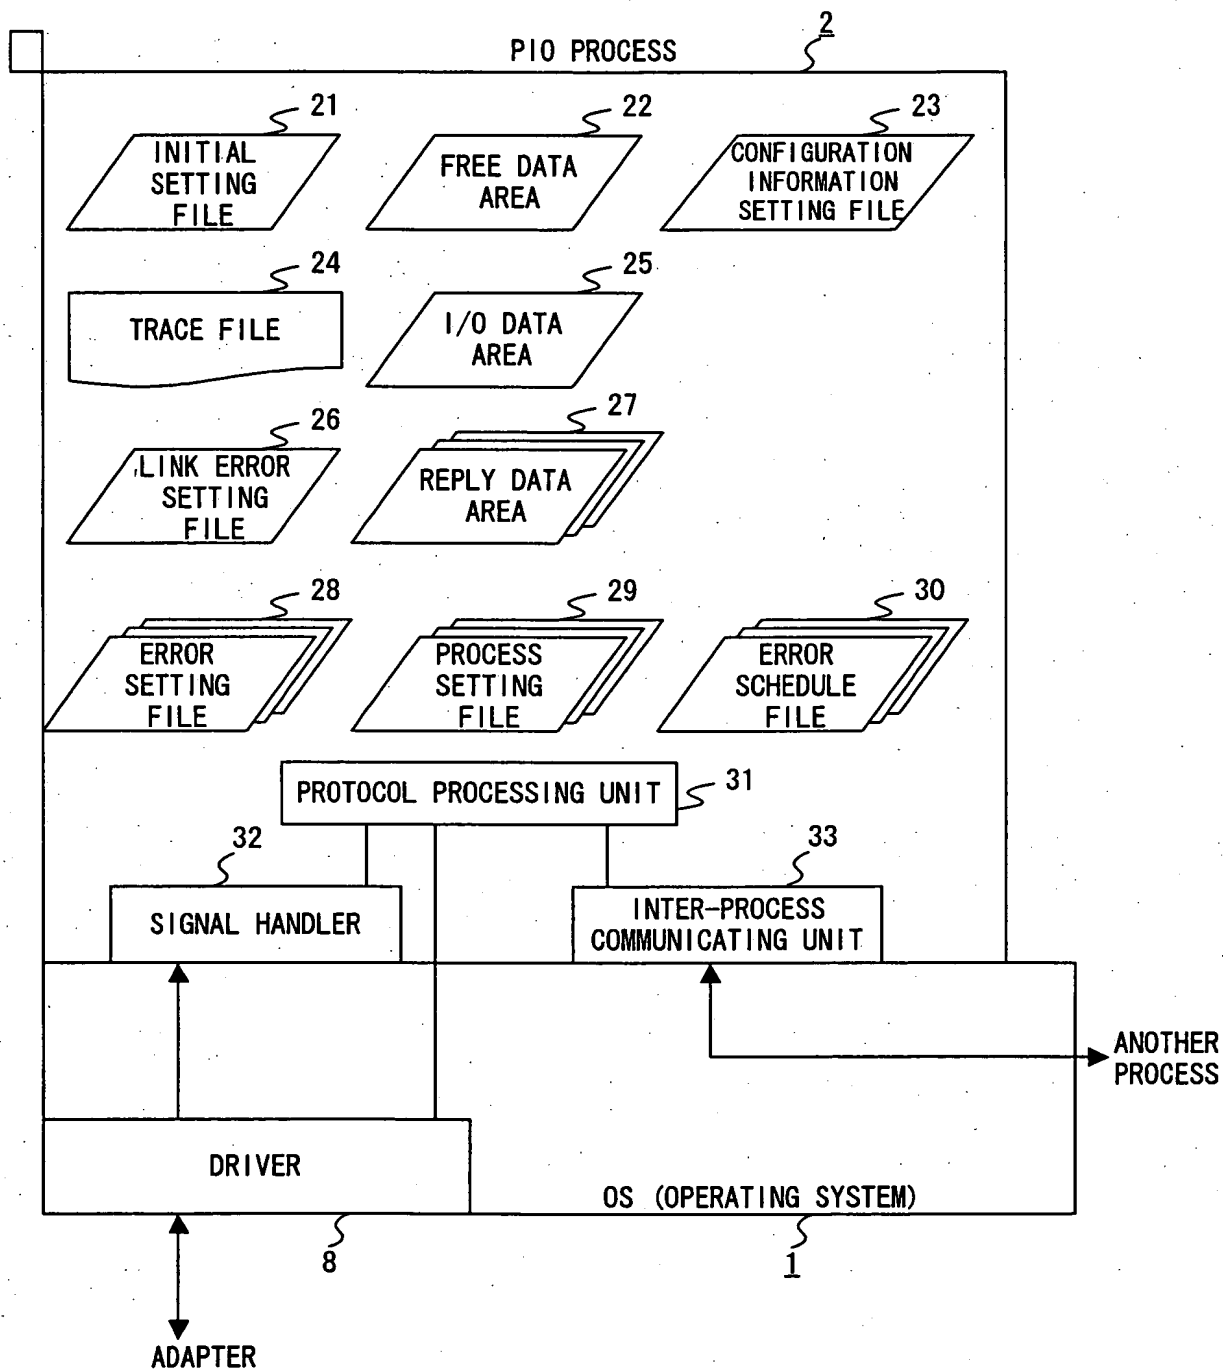 2
PIO PROCESS
21
22
23
INITIAL
SETTING
FILE
FREE DATA
AREA
CONFIGURATION
INFORMATION
SETTING FILE
24
25
TRACE FILE
I/O DATA
AREA
26
27
LINK ERROR
SETTING
FILE
REPLY DATA
AREA
28
29
30
ERROR
SETTING
FILE
PROCESS
SETTING
FILE
ERROR
SCHEDULE
FILE
PROTOCOL PROCESSING UNIT
31
32
33
SIGNAL HANDLER
INTER-PROCESS
COMMUNICATING UNIT
ANOTHER
PROCESS
DRIVER
OS (OPERATING SYSTEM)
8
1
ADAPTER